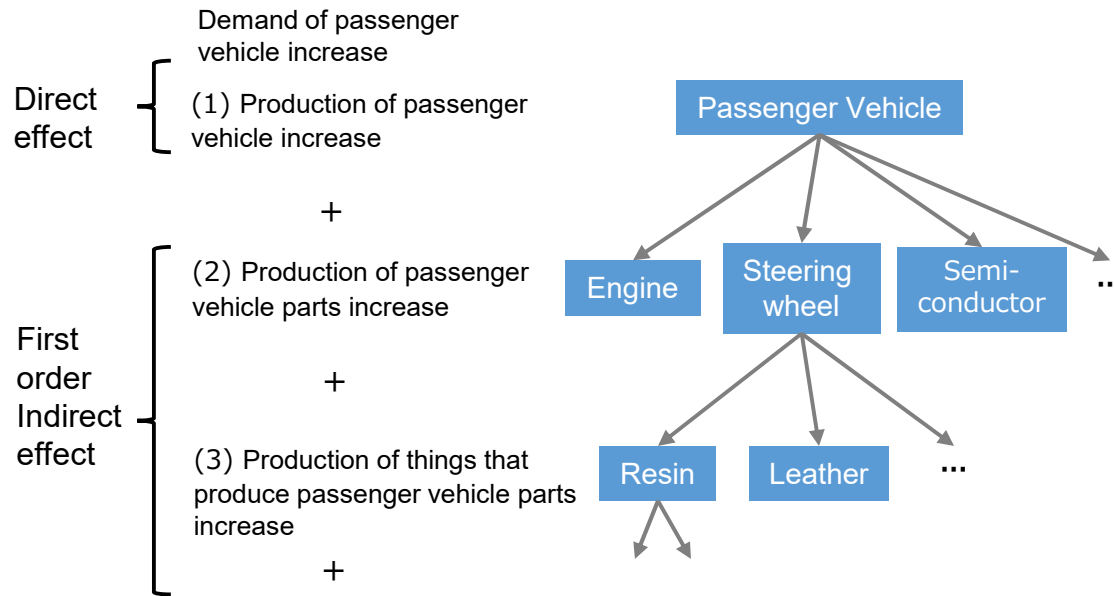 Demand of passenger
vehicle increase
Direct
effect
(1) Production of passenger
vehicle increase
Passenger Vehicle
+
(2) Production of passenger
vehicle parts increase
Engine
Steering
wheel
Semi-
conductor
...
First
order
Indirect
effect
+
(3) Production of things that
produce passenger vehicle parts
increase
Resin
Leather
...
+